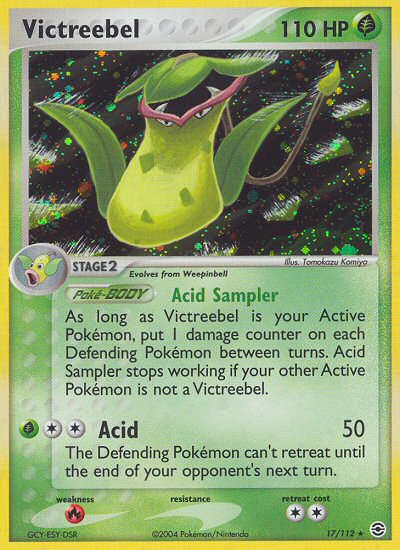 Victreebel 110 HP
Illus. Tomokazu Komiya
STAGE2
Evolves from Weepinbell
Poké-BODY Acid Sampler
As long as Victreebel is your Active
Pokémon, put 1 damage counter on each
Defending Pokémon between turns. Acid
Sampler stops working if your other Active
Pokémon is not a Victreebel.
Acid 50
The Defending Pokémon can't retreat until
the end of your opponent's next turn.
weakness resistance retreat cost
GCY-ESY-DSR ©2004 Pokémon/Nintendo 17/112 ★